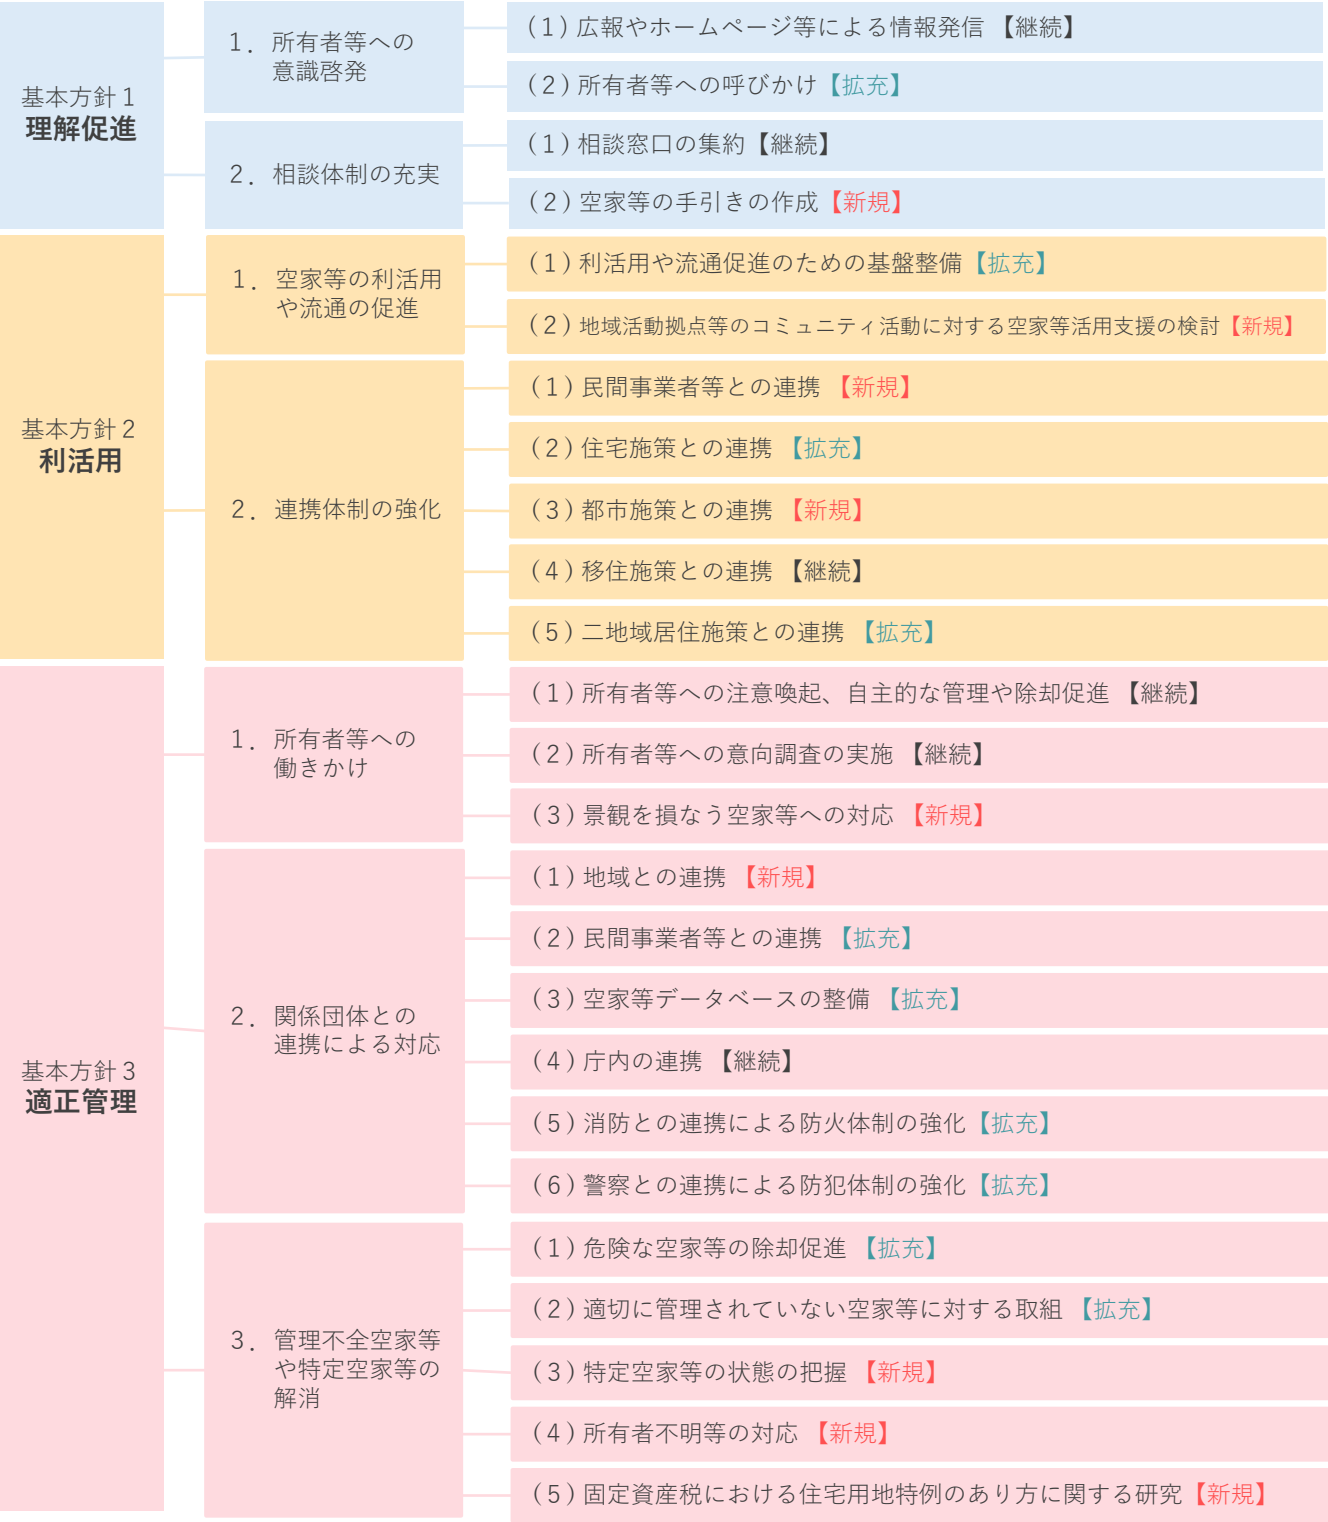 基本方針１
理解促進
１．所有者等への
意識啓発
（１）広報やホームページ等による情報発信【継続】
（２）所有者等への呼びかけ【拡充】
２．相談体制の充実
（１）相談窓口の集約【継続】
（２）空家等の手引きの作成【新規】
基本方針２
利活用
１．空家等の利活用
や流通の促進
（１）利活用や流通促進のための基盤整備【拡充】
（２）地域活動拠点等のコミュニティ活動に対する空家等活用支援の検討【新規】
２．連携体制の強化
（１）民間事業者等との連携【新規】
（２）住宅施策との連携【拡充】
（３）都市施策との連携【新規】
（４）移住施策との連携【継続】
（５）二地域居住施策との連携【拡充】
基本方針３
適正管理
１．所有者等への
働きかけ
（１）所有者等への注意喚起、自主的な管理や除却促進【継続】
（２）所有者等への意向調査の実施【継続】
（３）景観を損なう空家等への対応【新規】
２．関係団体との
連携による対応
（１）地域との連携【新規】
（２）民間事業者等との連携【拡充】
（３）空家等データベースの整備【拡充】
（４）庁内の連携【継続】
（５）消防との連携による防火体制の強化【拡充】
（６）警察との連携による防犯体制の強化【拡充】
３．管理不全空家等
や特定空家等の
解消
（１）危険な空家等の除却促進【拡充】
（２）適切に管理されていない空家等に対する取組【拡充】
（３）特定空家等の状態の把握【新規】
（４）所有者不明等の対応【新規】
（５）固定資産税における住宅用地特例のあり方に関する研究【新規】